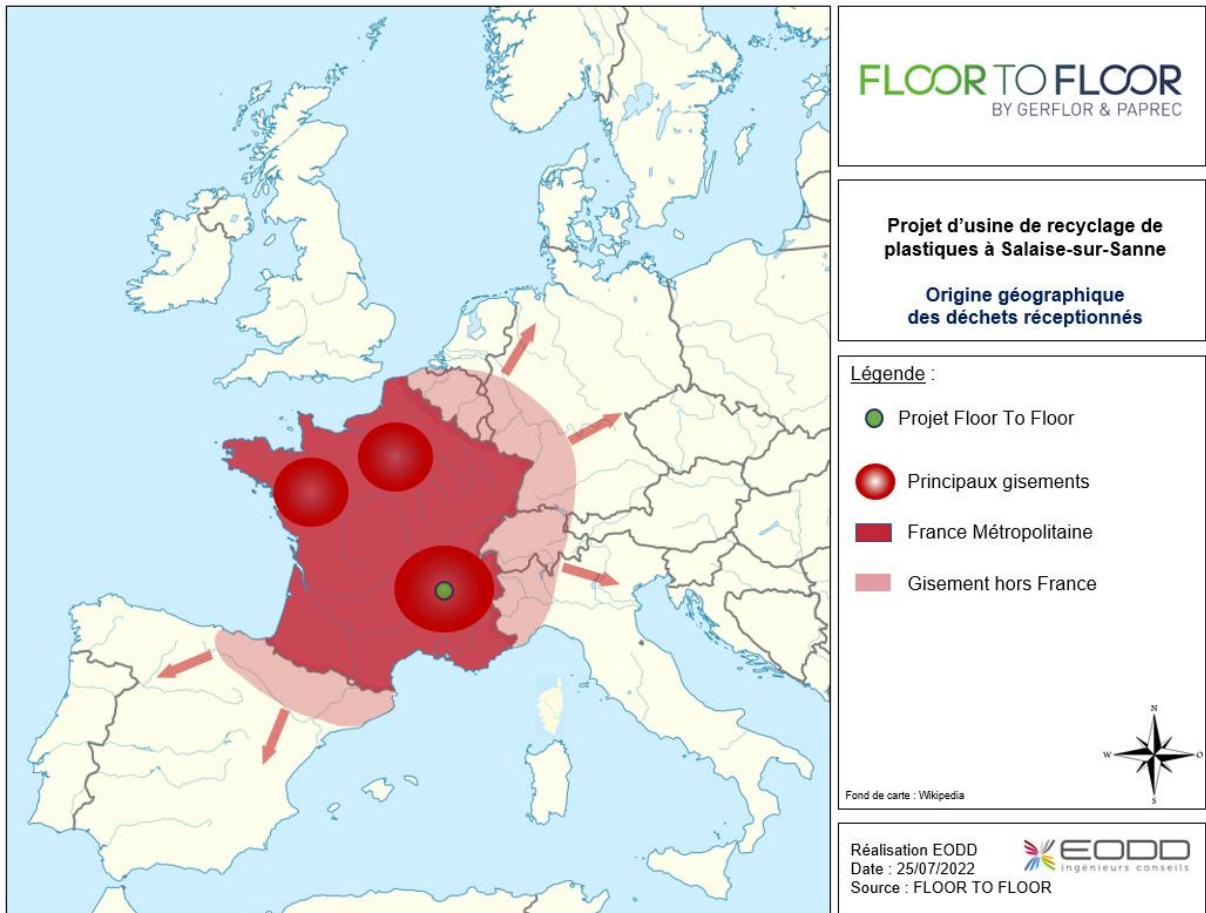 FLOOR TO FLOOR
BY GERFLOR & PAPREC
Projet d'usine de recyclage de
plastiques à Salaise-sur-Sanne
Origine géographique
des déchets réceptionnés
Légende :
Projet Floor To Floor
Principaux gisements
France Métropolitaine
Gisement hors France
N
W
O
S
Fond de carte : Wikipedia
Réalisation EODD
Date : 25/07/2022
Source : FLOOR TO FLOOR
EODD
ingénieurs conseils